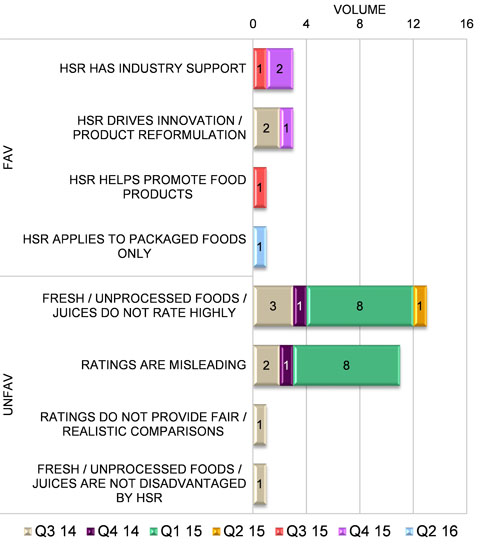 VOLUME
0 4 8 12 16
FAV
HSR HAS INDUSTRY SUPPORT
1 2
HSR DRIVES INNOVATION /
PRODUCT REFORMULATION
2 1
HSR HELPS PROMOTE FOOD
PRODUCTS
1
HSR APPLIES TO PACKAGED FOODS
ONLY
1
UNFAV
FRESH / UNPROCESSED FOODS /
JUICES DO NOT RATE HIGHLY
3 1 8 1
RATINGS ARE MISLEADING
2 1 8
RATINGS DO NOT PROVIDE FAIR /
REALISTIC COMPARISONS
1
FRESH / UNPROCESSED FOODS /
JUICES ARE NOT DISADVANTAGED
BY HSR
1
Q3 14 Q4 14 Q1 15 Q2 15 Q3 15 Q4 15 Q2 16